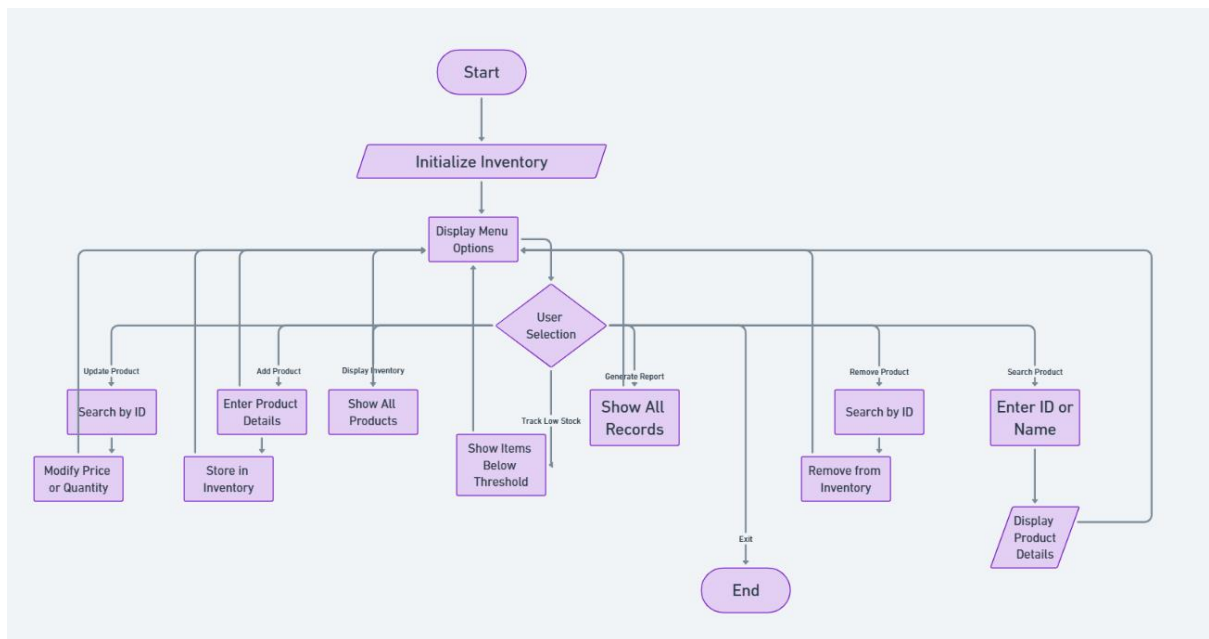 Start
Initialize Inventory
Display Menu
Options
User
Selection
Update Product
Add Product
Display Inventory
Generate Report
Remove Product
Search Product
Search by ID
Enter Product
Details
Show All
Products
Show All
Records
Search by ID
Enter ID or
Name
Track Low Stock
Modify Price
or Quantity
Store in
Inventory
Show Items
Below
Threshold
Remove from
Inventory
Display
Product
Details
Exit
End